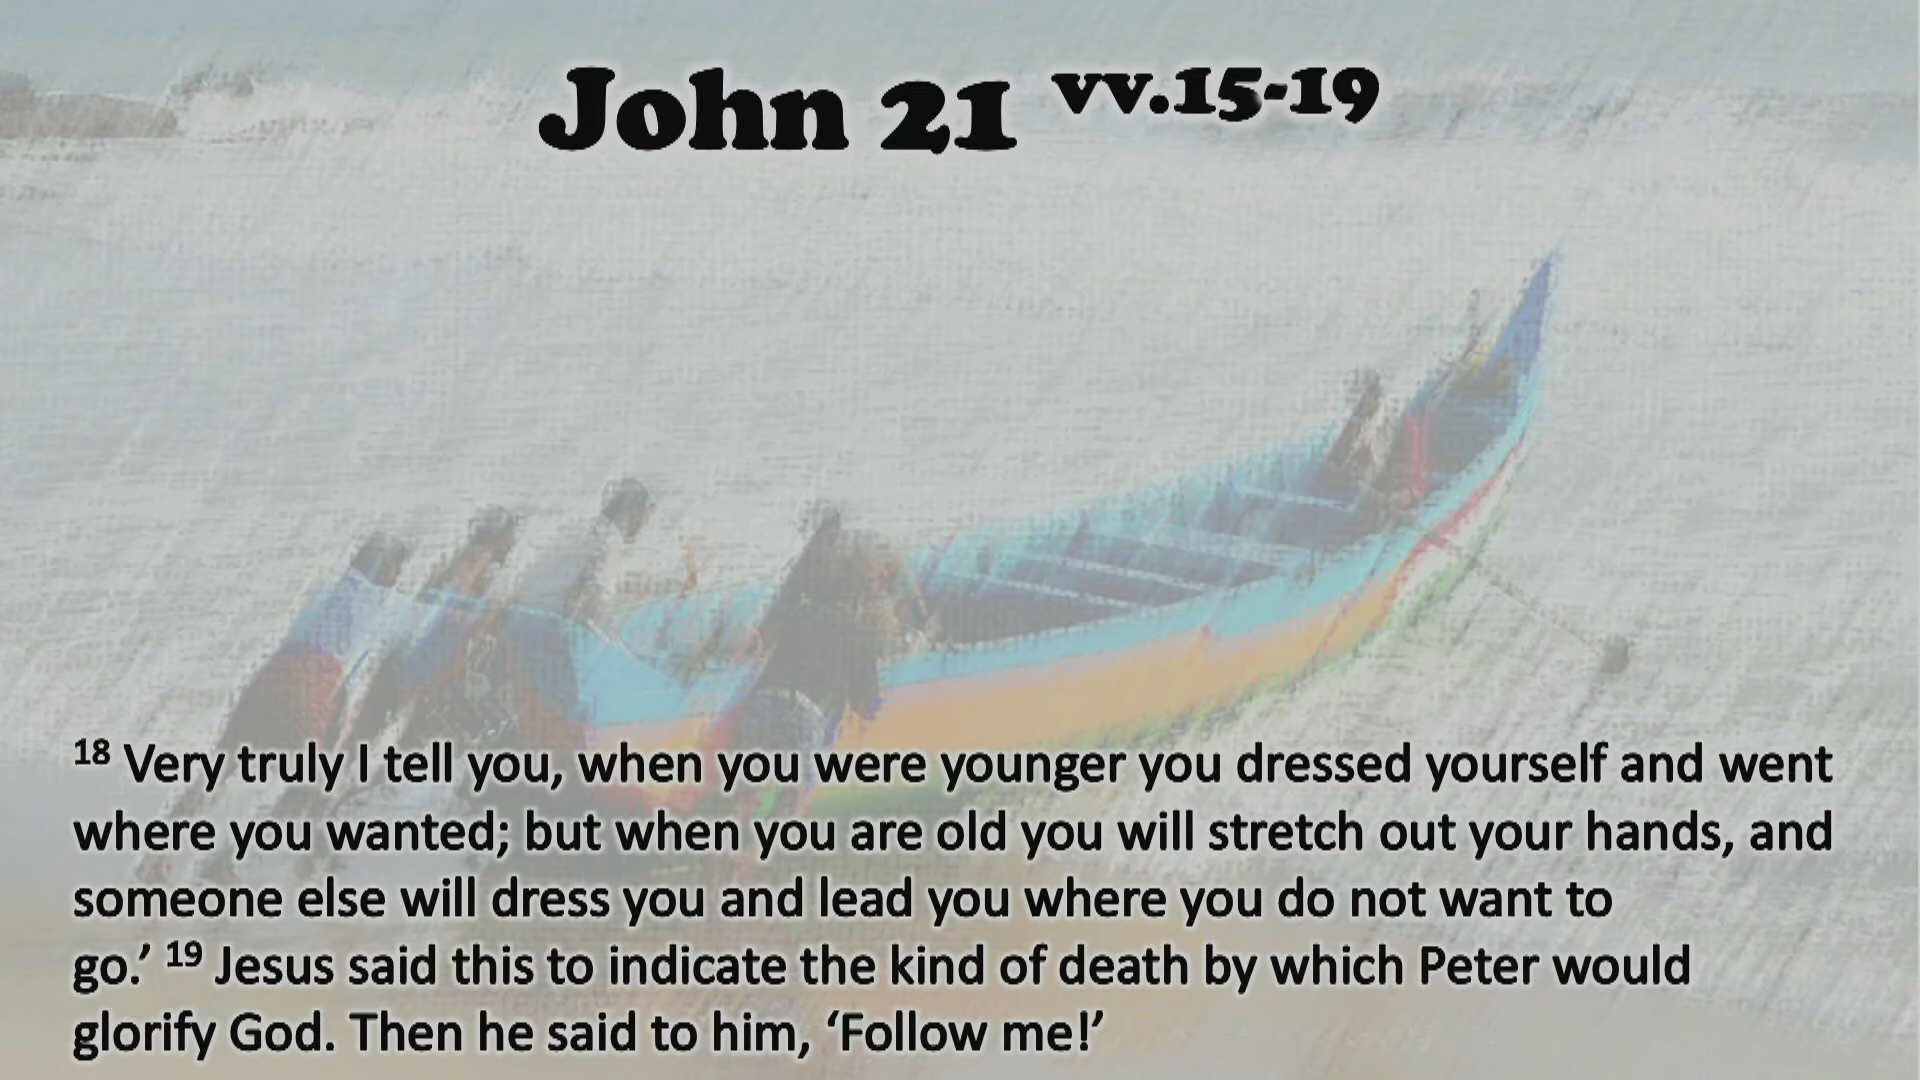 John 21 vv.15-19
18 Very truly I tell you, when you were younger you dressed yourself and went
where you wanted; but when you are old you will stretch out your hands, and
someone else will dress you and lead you where you do not want to
go.’ 19 Jesus said this to indicate the kind of death by which Peter would
glorify God. Then he said to him, ‘Follow me!’